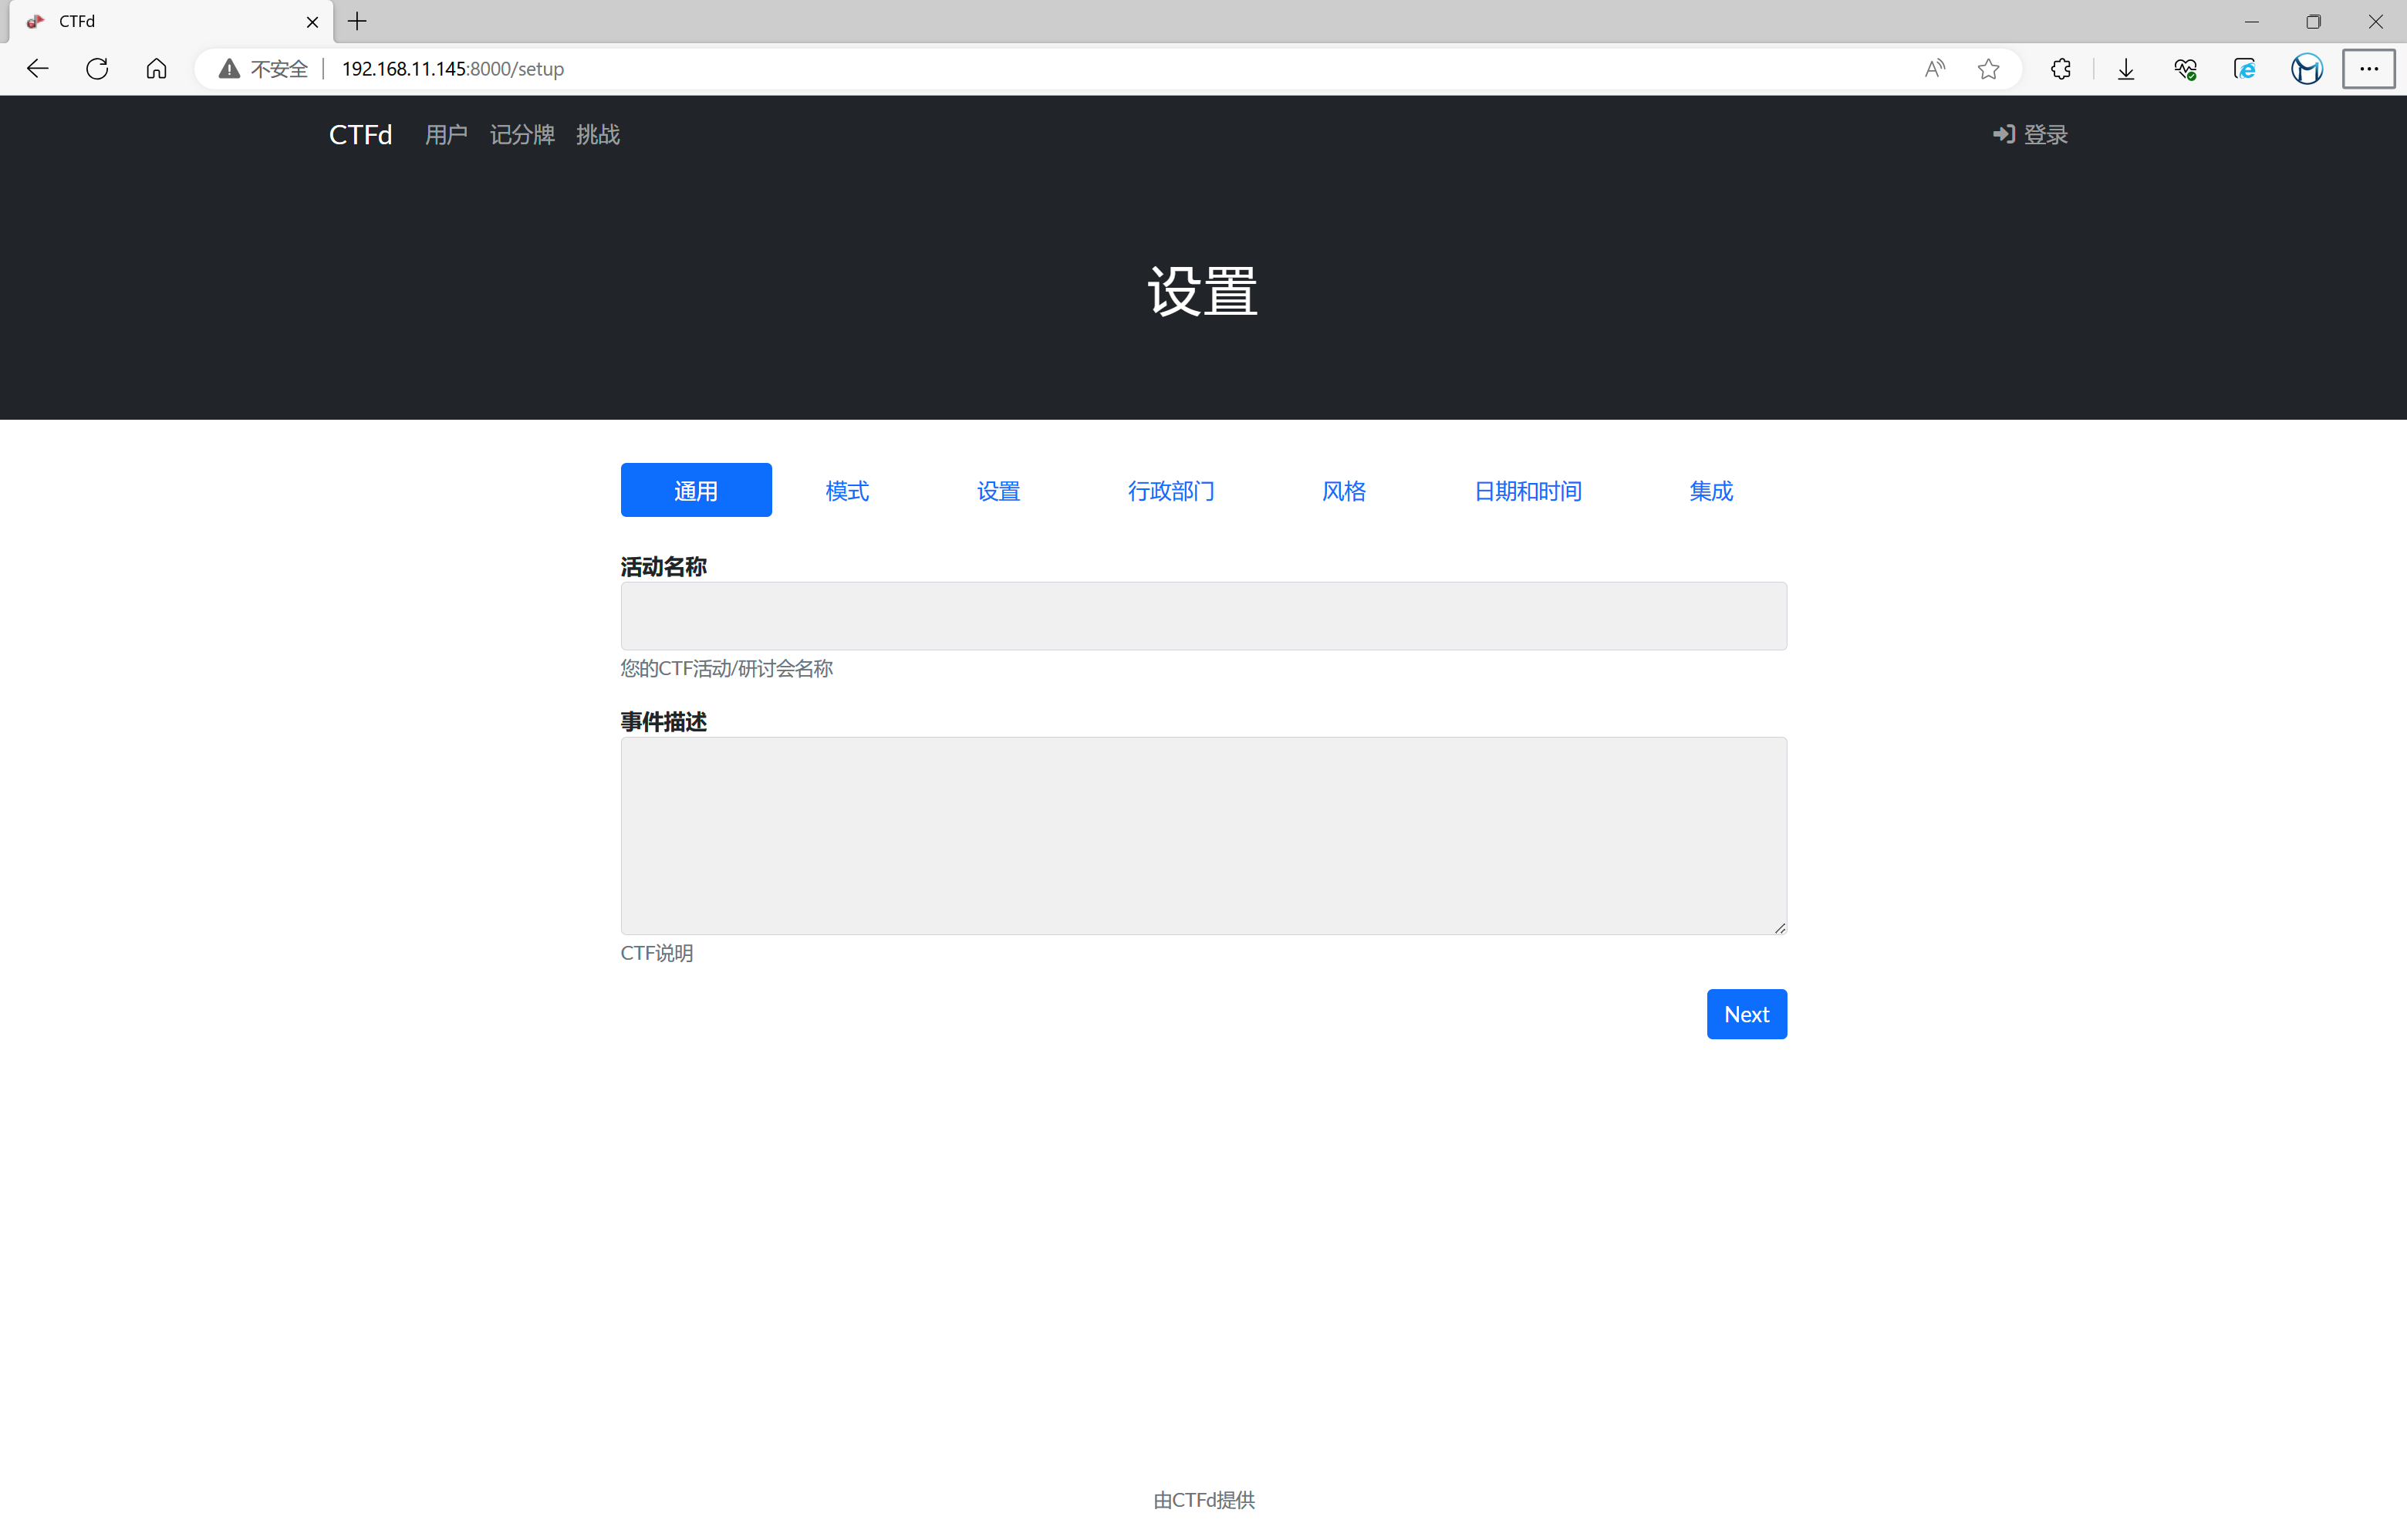 CTFd
不安全 192.168.11.145:8000/setup
CTFd 用户 记分牌 挑战 登录
设置
通用 模式 设置 行政部门 风格 日期和时间 集成
活动名称
您的CTF活动/研讨会名称
事件描述
CTF说明
Next
由CTFd提供